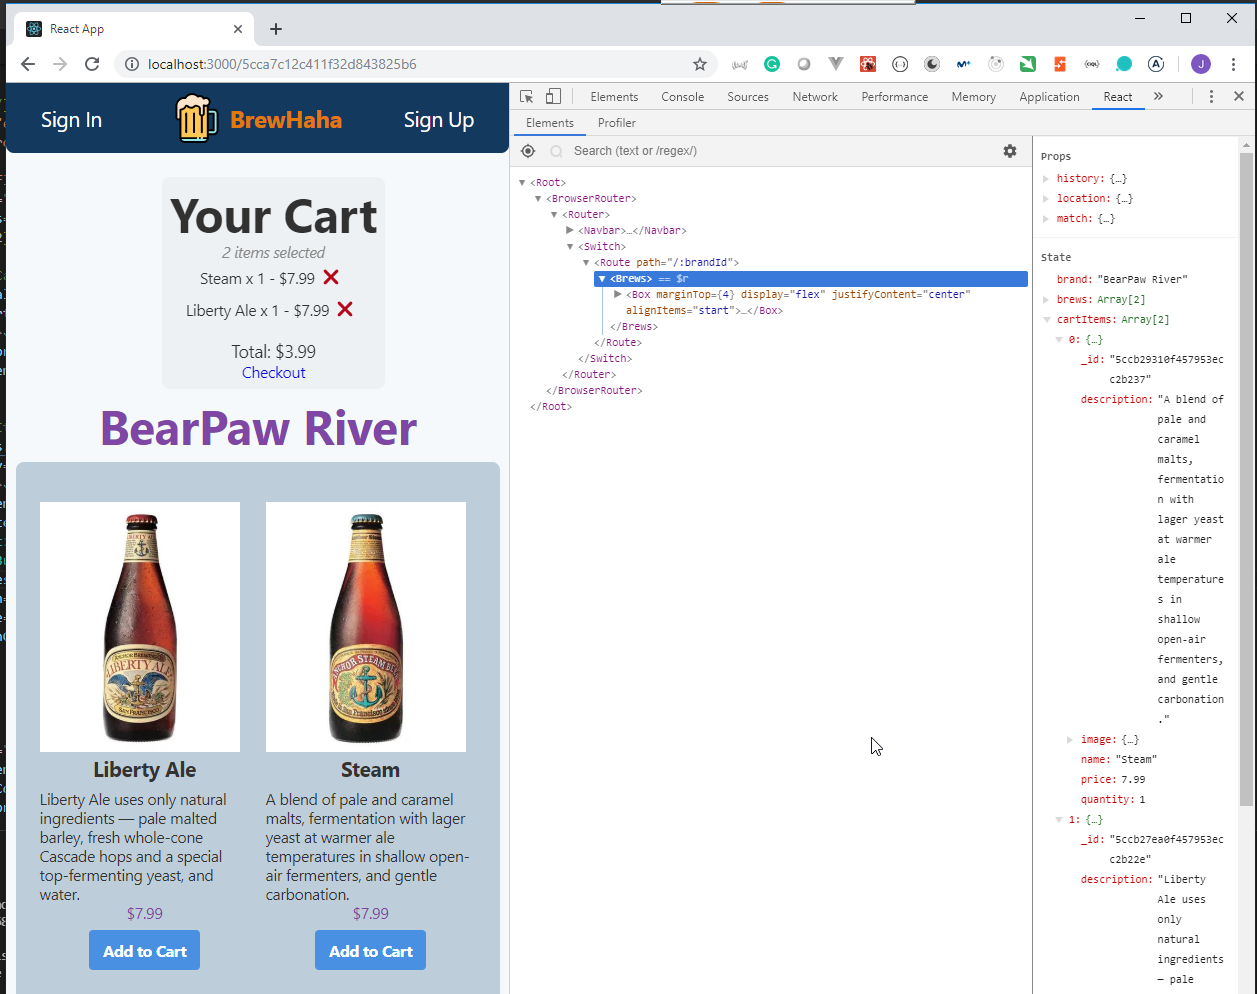 React App
localhost:3000/5cca7c12c411f32d843825b6
J
Sign In
BrewHaha
Sign Up
Your Cart
2 items selected
Steam x 1 - $7.99
Liberty Ale x 1 - $7.99
Total: $3.99
Checkout
BearPaw River
Liberty Ale
Liberty Ale uses only natural
ingredients — pale malted
barley, fresh whole-cone
Cascade hops and a special
top-fermenting yeast, and
water.
$7.99
Add to Cart
Steam
A blend of pale and caramel
malts, fermentation with lager
yeast at warmer ale
temperatures in shallow open-
air fermenters, and gentle
carbonation.
$7.99
Add to Cart
Elements Console Sources Network Performance Memory Application React »
Elements Profiler
Search (text or /regex/)
<Root>
<BrowserRouter>
<Router>
<Navbar>…</Navbar>
<Switch>
<Route path="/:brandId">
<Brews> == $r
<Box marginTop={4} display="flex" justifyContent="center"
alignItems="start">…</Box>
</Brews>
</Route>
</Switch>
</Router>
</BrowserRouter>
</Root>
Props
history: {…}
location: {…}
match: {…}
State
brand: "BearPaw River"
brews: Array[2]
cartItems: Array[2]
0: {…}
_id: "5ccb29310f457953ec
c2b237"
description: "A blend of
pale and
caramel
malts,
fermentatio
n with
lager yeast
at warmer
ale
temperature
s in
shallow
open-air
fermenters,
and gentle
carbonation
."
image: {…}
name: "Steam"
price: 7.99
quantity: 1
1: {…}
_id: "5ccb27ea0f457953ec
c2b22e"
description: "Liberty
Ale uses
only
natural
ingredients
— pale